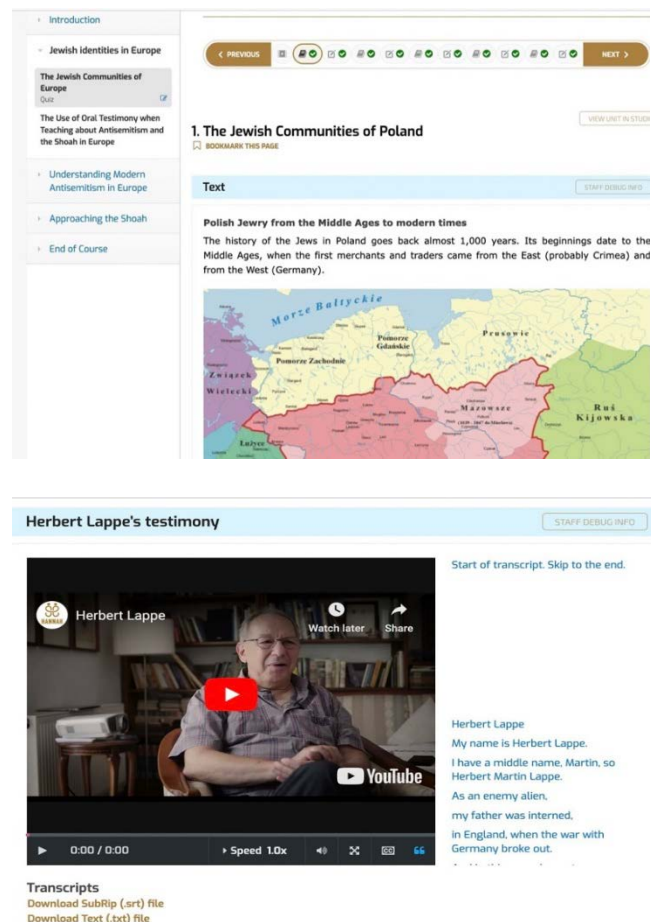 Introduction
Jewish identities in Europe
The Jewish Communities of
Europe
Quiz
The Use of Oral Testimony when
Teaching about Antisemitism and
the Shoah in Europe
Understanding Modern
Antisemitism in Europe
Approaching the Shoah
End of Course
< PREVIOUS
NEXT >
VIEW UNIT IN STUD
1. The Jewish Communities of Poland
BOOKMARK THIS PAGE
Text
STAFF DEBUG INFO
Polish Jewry from the Middle Ages to modern times
The history of the Jews in Poland goes back almost 1,000 years. Its beginnings date to the
Middle Ages, when the first merchants and traders came from the East (probably Crimea) and
from the West (Germany).
Morze Bałtyckie
Pomorze
Gdańskie
Prusowie
Pomorze Zachodnie
Związek
Wielecki
Mazowsze
Ruś
Kijowska
Łużyce
Herbert Lappe's testimony
STAFF DEBUG INFO
Herbert Lappe
Watch later
Share
YouTube
0:00 / 0:00
Speed 1.0x
Start of transcript. Skip to the end.
Herbert Lappe
My name is Herbert Lappe.
I have a middle name, Martin, so
Herbert Martin Lappe.
As an enemy alien,
my father was interned,
in England, when the war with
Germany broke out.
Transcripts
Download SubRip (.srt) file
Download Text (.txt) file